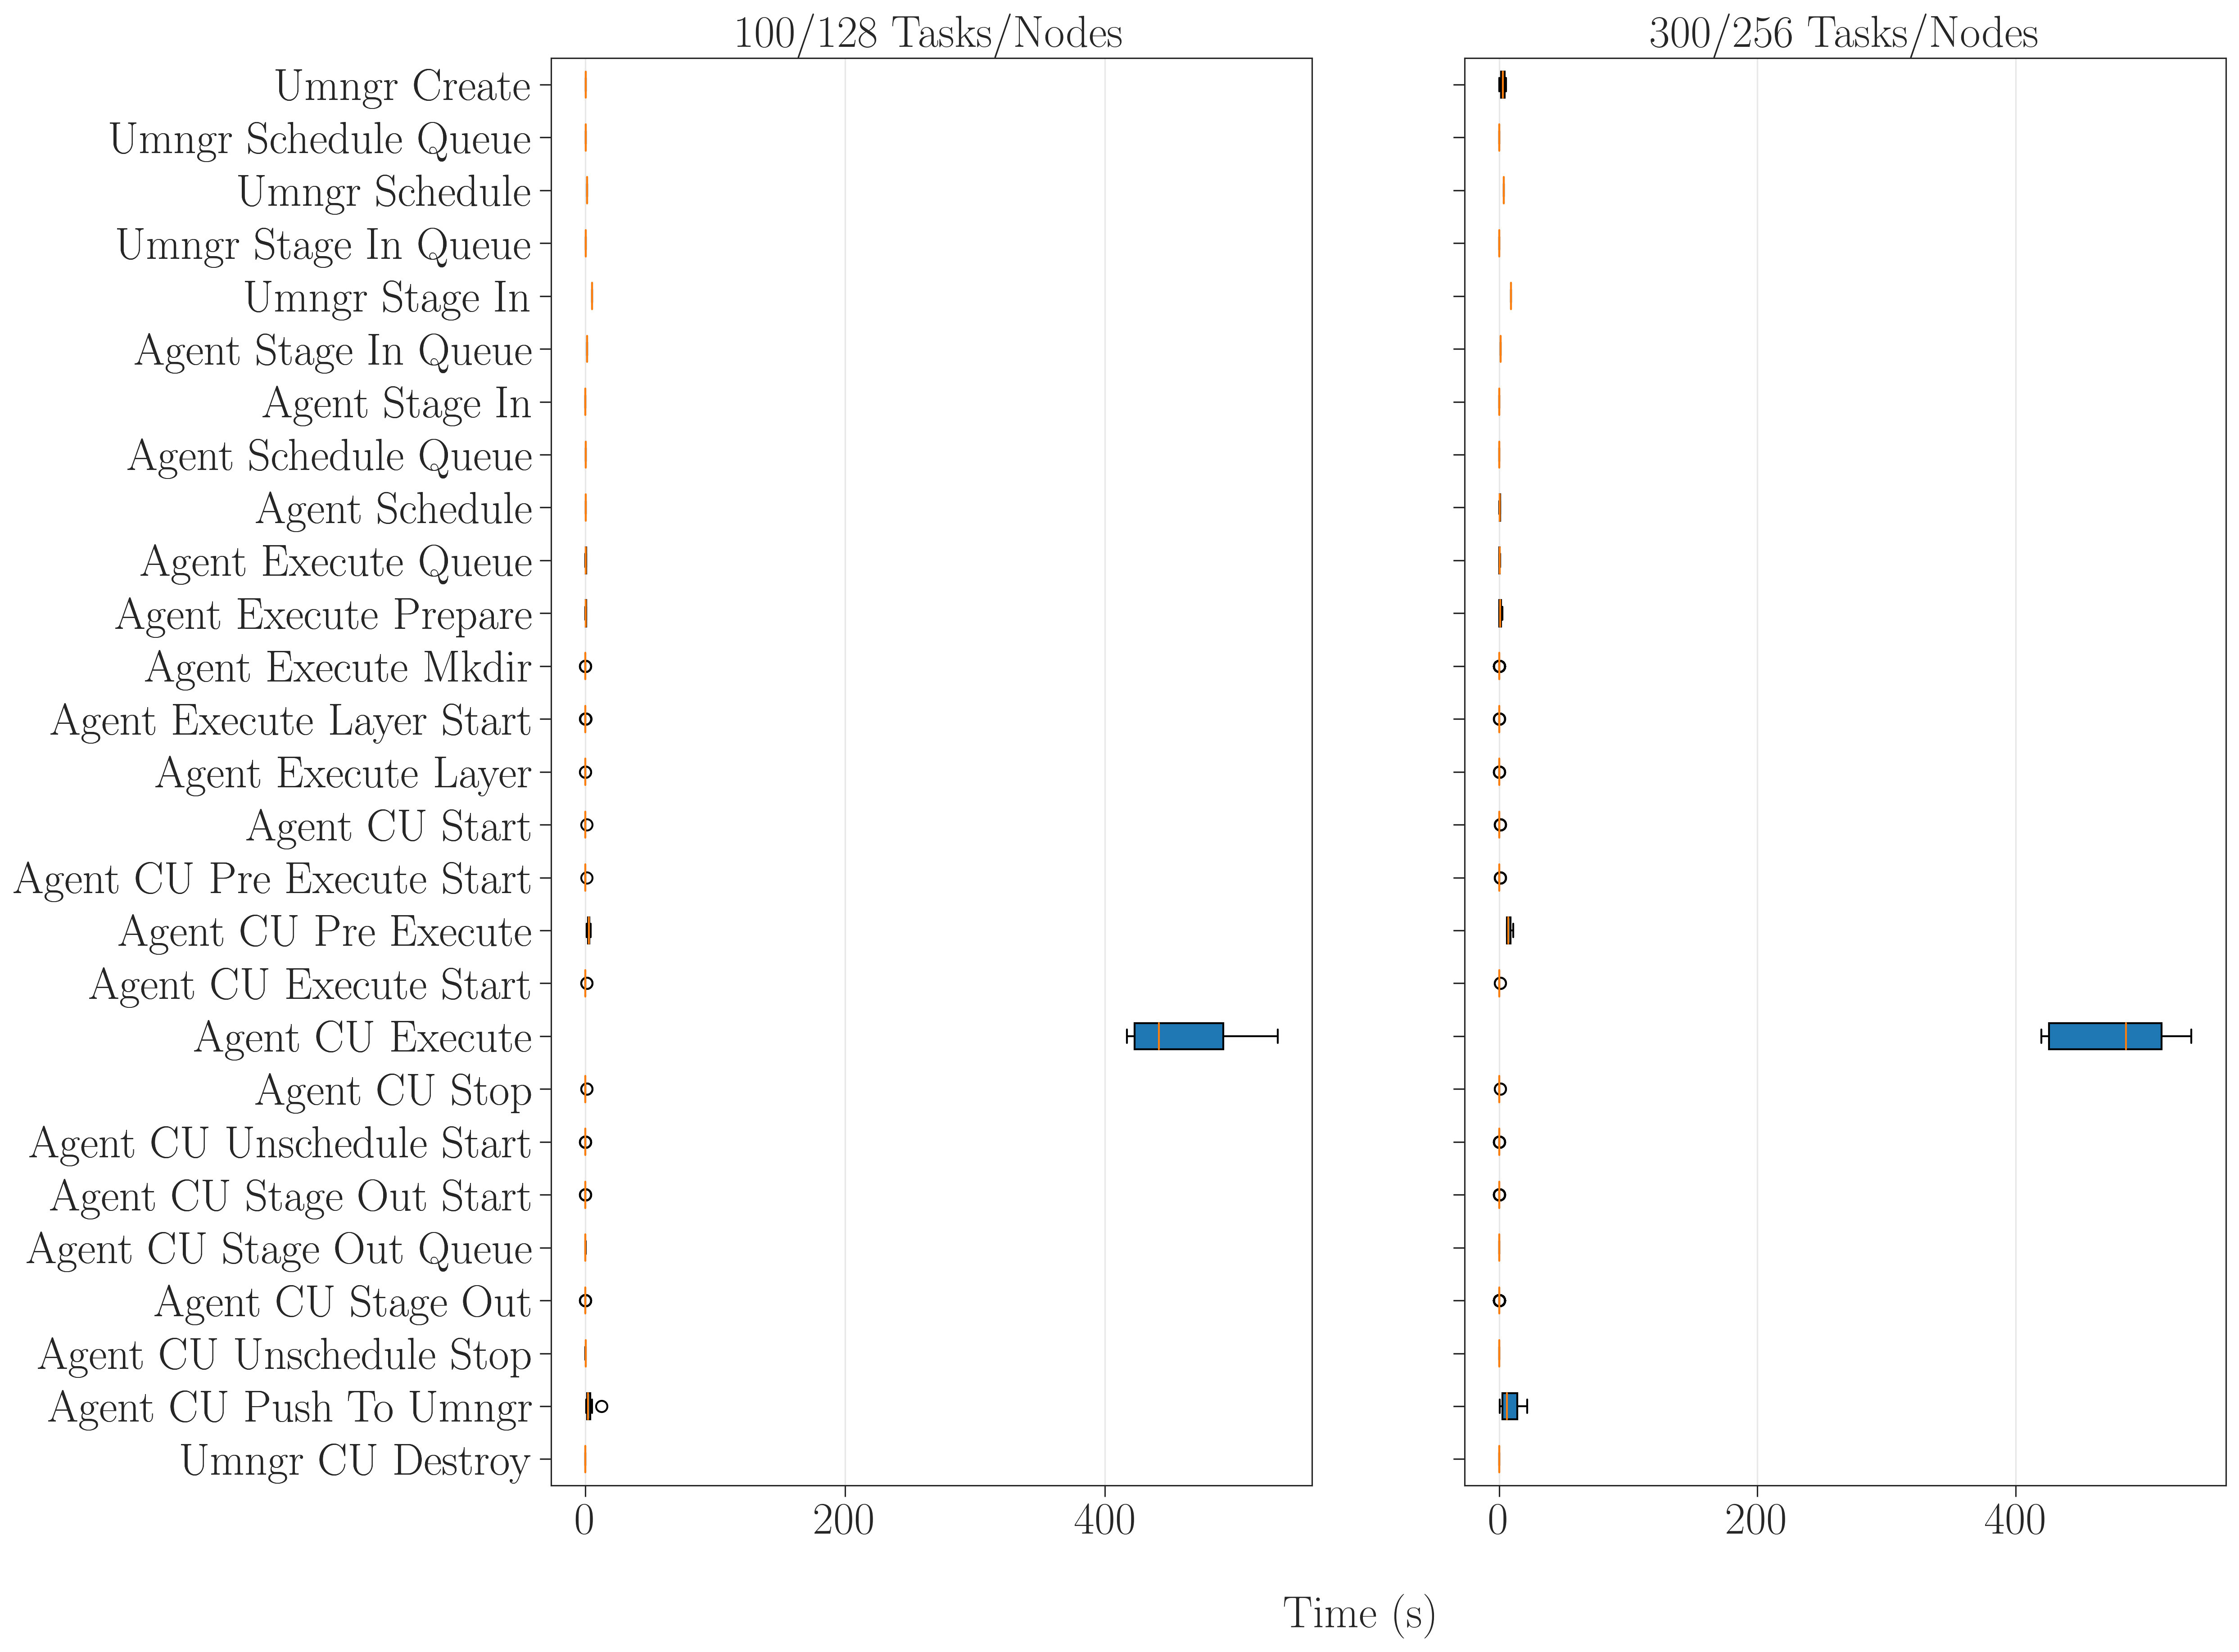 100/128 Tasks/Nodes
300/256 Tasks/Nodes
Umngr Create
Umngr Schedule Queue
Umngr Schedule
Umngr Stage In Queue
Umngr Stage In
Agent Stage In Queue
Agent Stage In
Agent Schedule Queue
Agent Schedule
Agent Execute Queue
Agent Execute Prepare
Agent Execute Mkdir
Agent Execute Layer Start
Agent Execute Layer
Agent CU Start
Agent CU Pre Execute Start
Agent CU Pre Execute
Agent CU Execute Start
Agent CU Execute
Agent CU Stop
Agent CU Unschedule Start
Agent CU Stage Out Start
Agent CU Stage Out Queue
Agent CU Stage Out
Agent CU Unschedule Stop
Agent CU Push To Umngr
Umngr CU Destroy
0 200 400
0 200 400
Time (s)